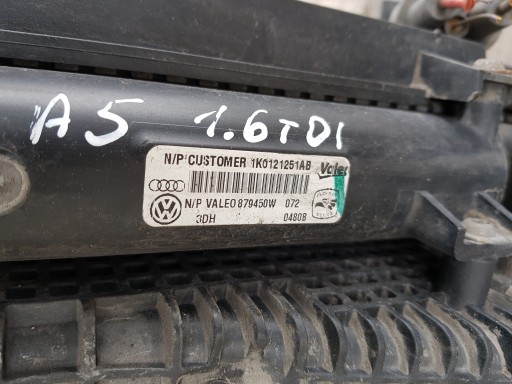 A5 1.6TDI
N/P CUSTOMER 1K0121251AB Valeo
N/P VALEO 879450W 072
3DH 0480B